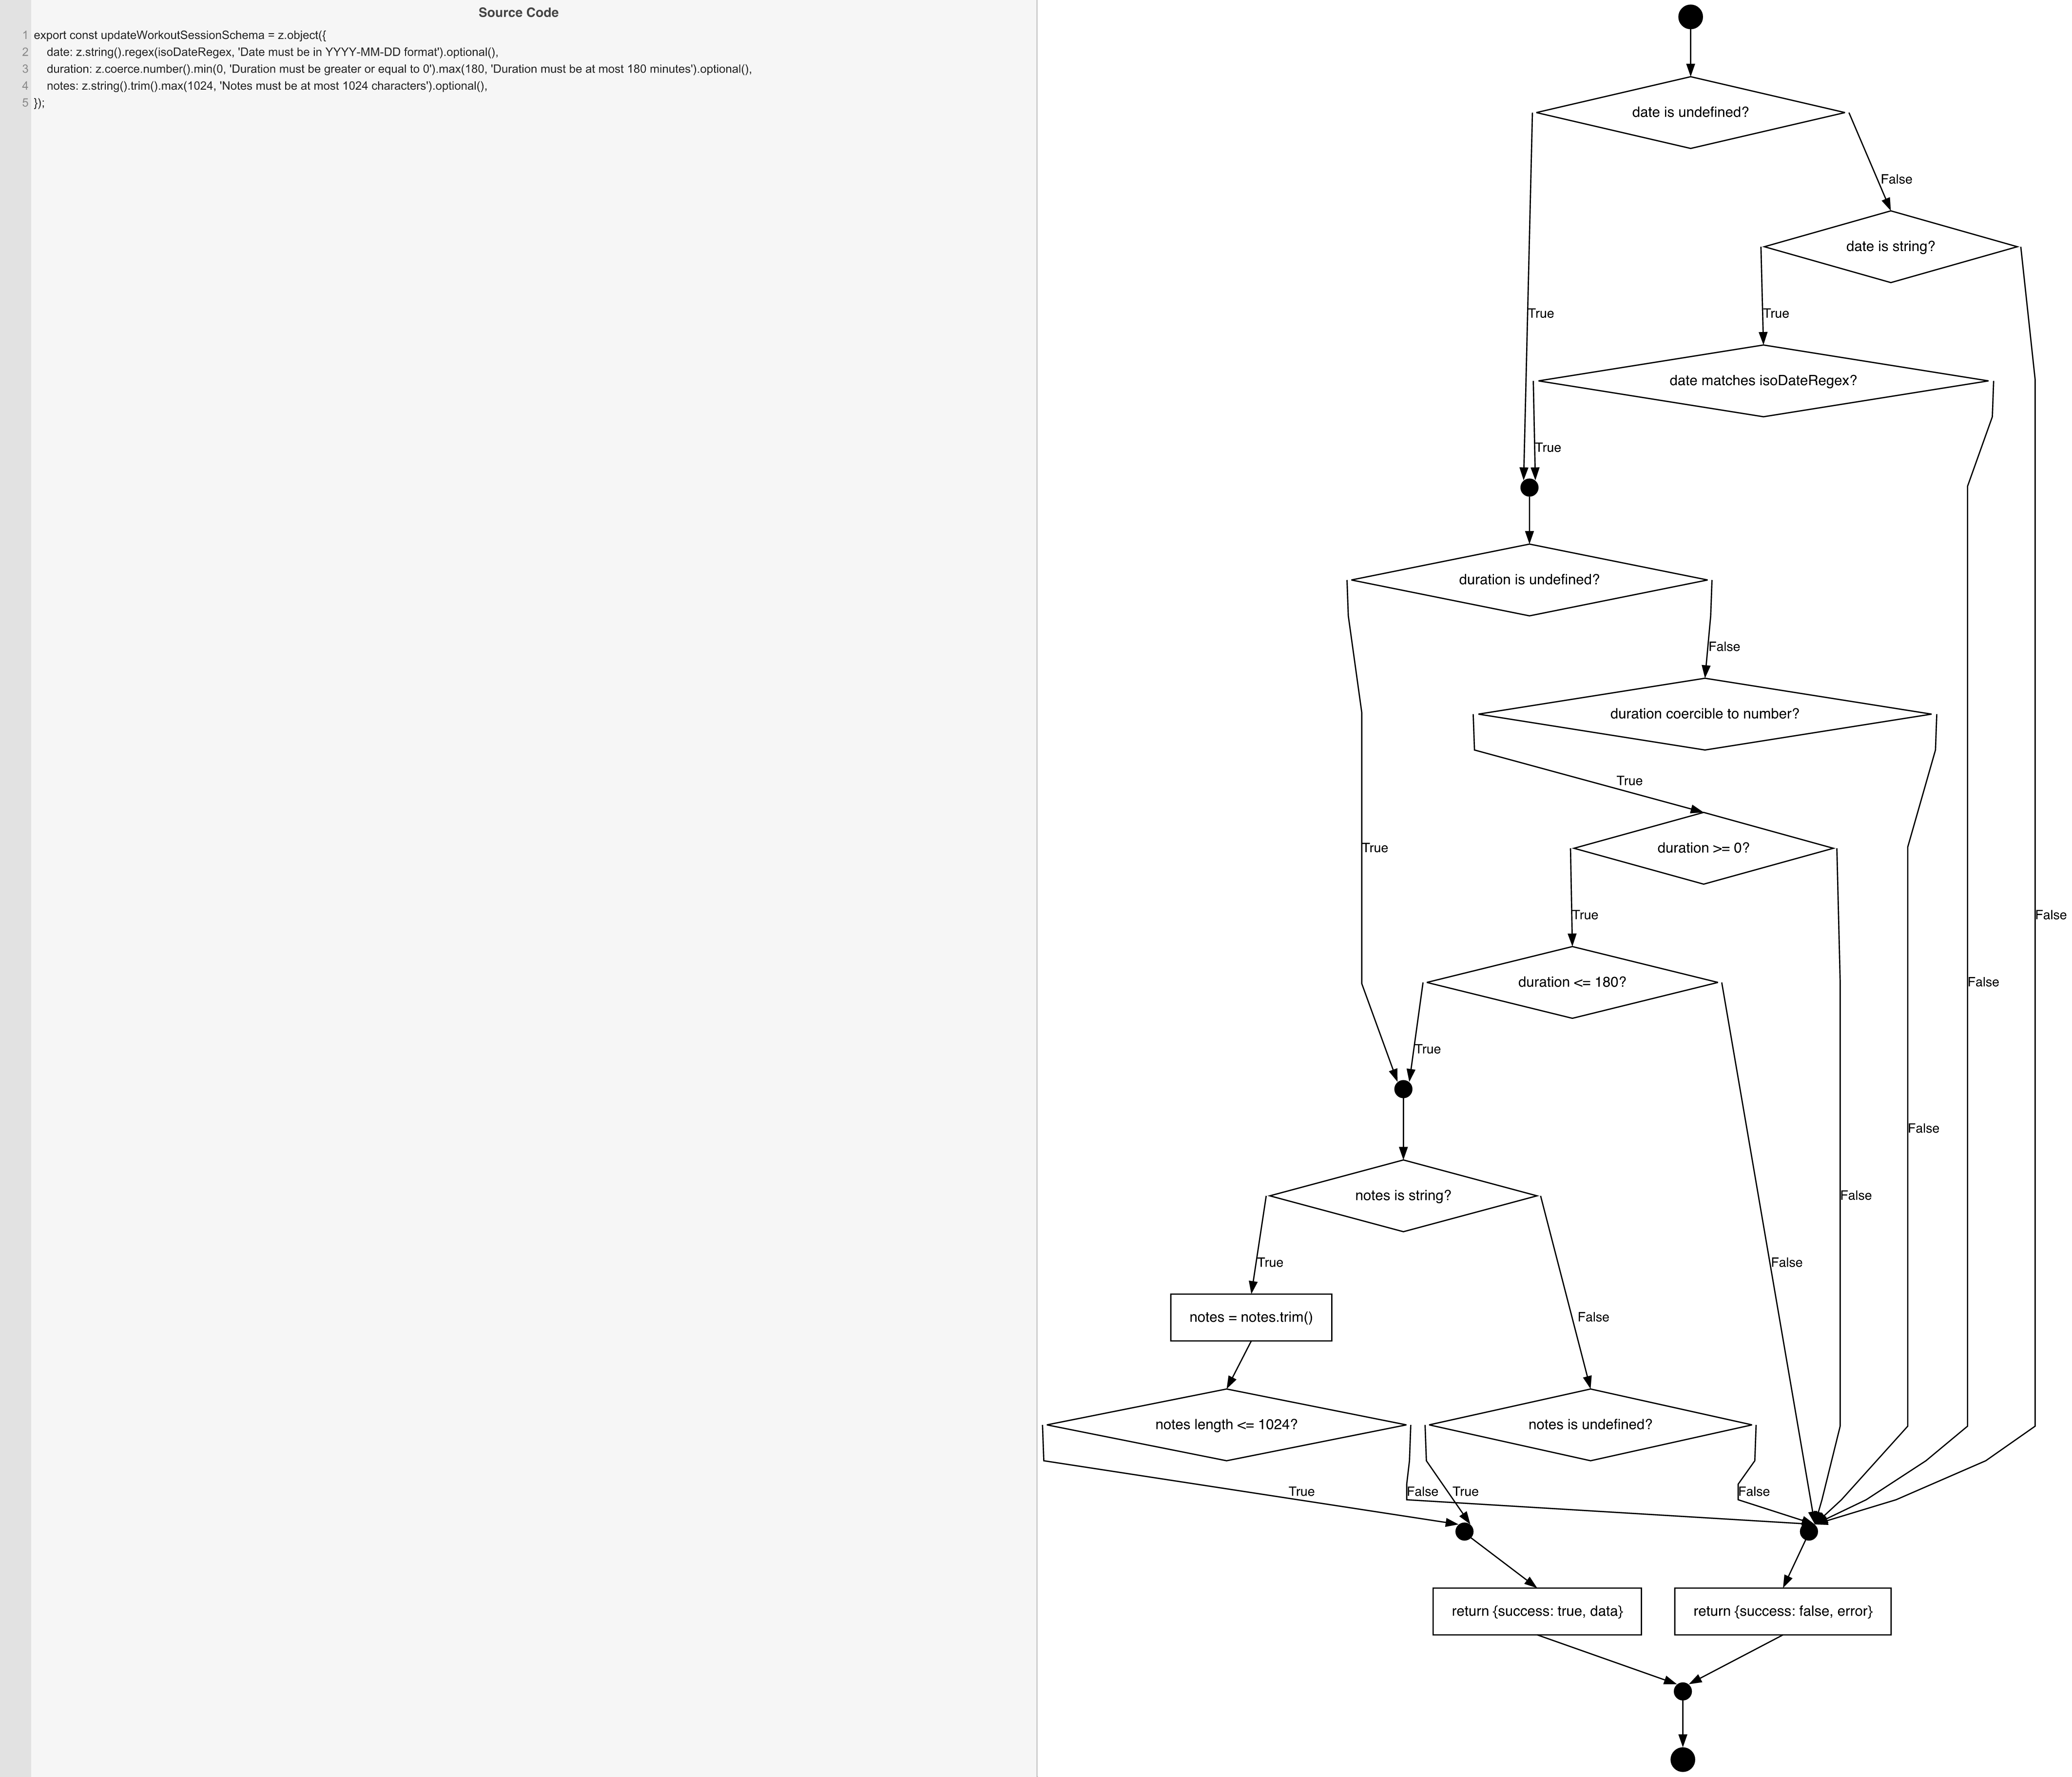 Source Code
1 export const updateWorkoutSessionSchema = z.object({
2 date: z.string().regex(isoDateRegex, 'Date must be in YYYY-MM-DD format').optional(),
3 duration: z.coerce.number().min(0, 'Duration must be greater or equal to 0').max(180, 'Duration must be at most 180 minutes').optional(),
4 notes: z.string().trim().max(1024, 'Notes must be at most 1024 characters').optional(),
5 });
date is undefined?
False
date is string?
True
True
date matches isoDateRegex?
True
duration is undefined?
False
duration coercible to number?
True
True
duration >= 0?
True
False
duration <= 180?
False
True
False
notes is string?
False
True
False
notes = notes.trim()
False
notes length <= 1024?
notes is undefined?
True
False
True
False
return {success: true, data}
return {success: false, error}